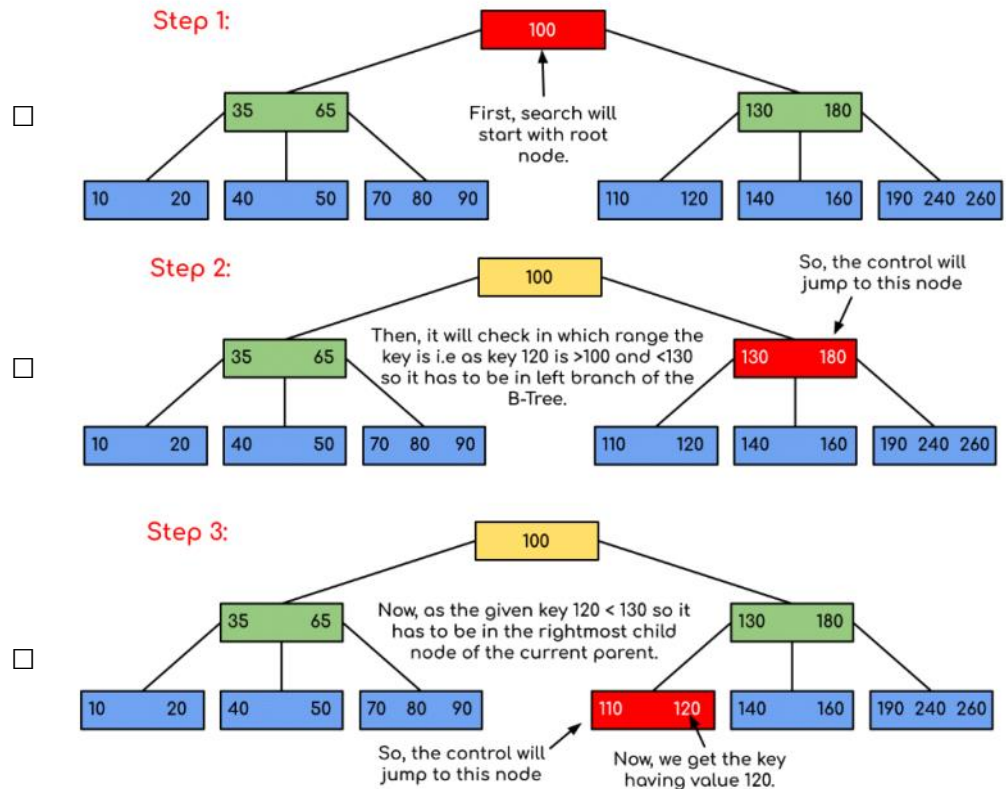 Step 1:
100
35 65
130 180
First, search will
start with root
node.
10 20
40 50
70 80 90
110 120
140 160
190 240 260
Step 2:
So, the control will
jump to this node
100
Then, it will check in which range the
key is i.e as key 120 is >100 and <130
so it has to be in left branch of the
B-Tree.
35 65
130 180
10 20
40 50
70 80 90
110 120
140 160
190 240 260
Step 3:
100
Now, as the given key 120 < 130 so it
has to be in the rightmost child
node of the current parent.
35 65
130 180
10 20
40 50
70 80 90
110 120
140 160
190 240 260
So, the control will
jump to this node
Now, we get the key
having value 120.